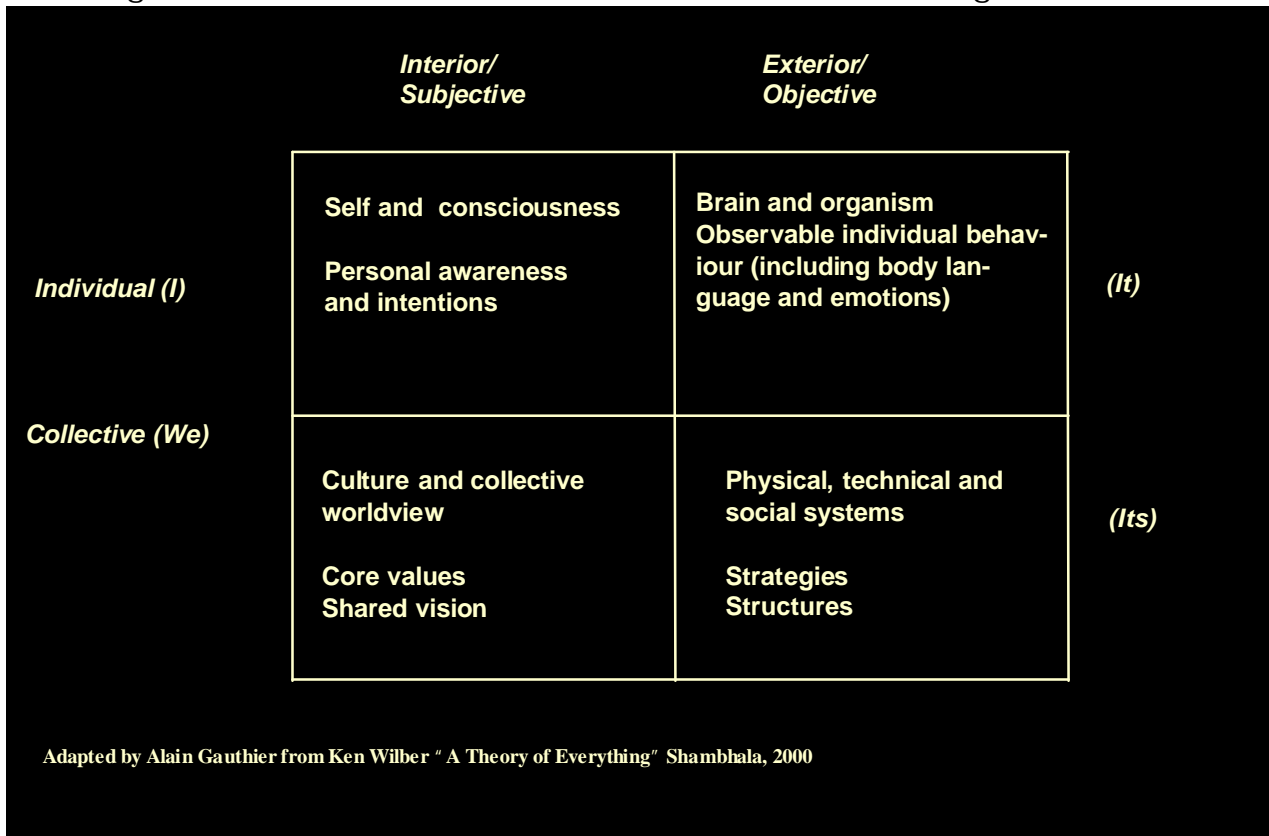 Interior/
Subjective
Exterior/
Objective
Individual (I)
Self and consciousness
Personal awareness
and intentions
Brain and organism
Observable individual behav-
iour (including body lan-
guage and emotions)
(It)
Collective (We)
Culture and collective
worldview
Core values
Shared vision
Physical, technical and
social systems
Strategies
Structures
(Its)
Adapted by Alain Gauthier from Ken Wilber “ A Theory of Everything” Shambhala, 2000